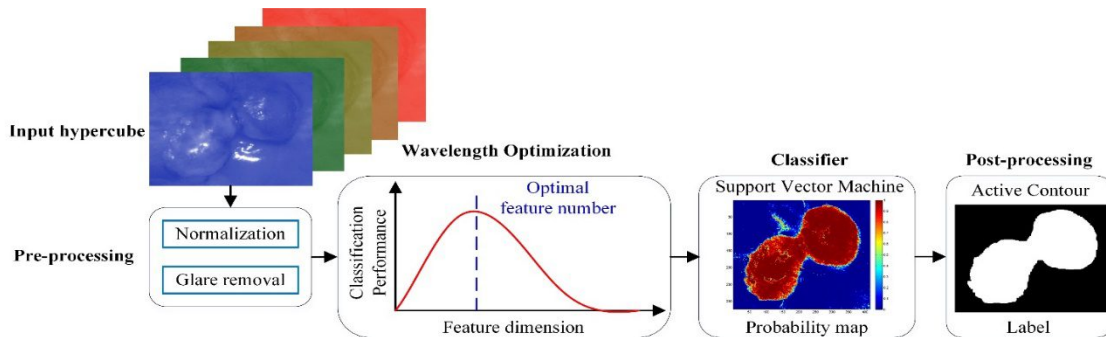 Input hypercube
Pre-processing
Normalization
Glare removal
Wavelength Optimization
Optimal
feature number
Classification
Performance
Feature dimension
Classifier
Support Vector Machine
Probability map
Post-processing
Active Contour
Label